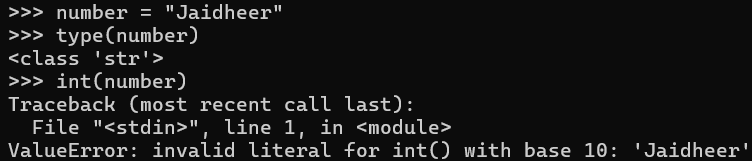 >>> number = "Jaidheer"
>>> type(number)
<class 'str'>
>>> int(number)
Traceback (most recent call last):
  File "<stdin>", line 1, in <module>
ValueError: invalid literal for int() with base 10: 'Jaidheer'